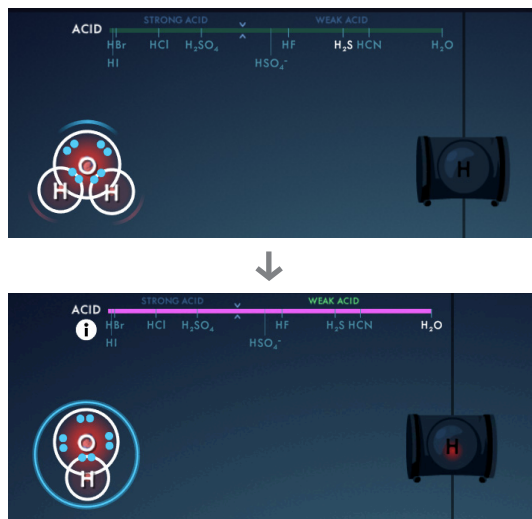 STRONG ACID WEAK ACID
ACID
HBr HCl H₂SO₄ HF H₂S HCN H₂O
HI HSO₄⁻
O
H H
H
STRONG ACID WEAK ACID
ACID
i
HBr HCl H₂SO₄ HF H₂S HCN H₂O
HI HSO₄⁻
O
H
H